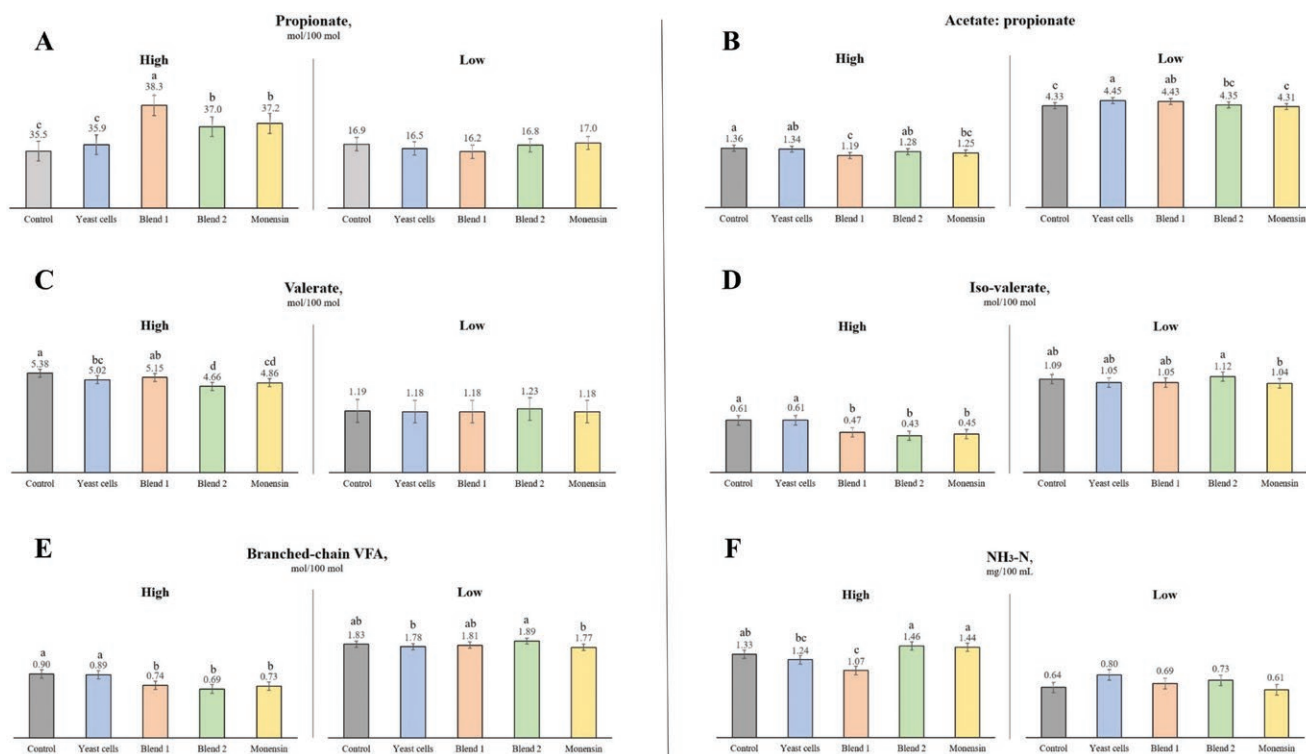 A
Propionate,
mol/100 mol
High
Low
a
38.3
b
37.0
b
37.2
c
35.5
c
35.9
16.9
16.5
16.2
16.8
17.0
Control Yeast cells Blend 1 Blend 2 Monensin
Control Yeast cells Blend 1 Blend 2 Monensin
B
Acetate: propionate
High
Low
a
1.36
ab
1.34
c
1.19
ab
1.28
bc
1.25
c
4.33
a
4.45
ab
4.43
bc
4.35
c
4.31
Control Yeast cells Blend 1 Blend 2 Monensin
Control Yeast cells Blend 1 Blend 2 Monensin
C
Valerate,
mol/100 mol
High
Low
a
5.38
bc
5.02
ab
5.15
d
4.66
cd
4.86
1.19
1.18
1.18
1.23
1.18
Control Yeast cells Blend 1 Blend 2 Monensin
Control Yeast cells Blend 1 Blend 2 Monensin
D
Iso-valerate,
mol/100 mol
High
Low
a
0.61
a
0.61
b
0.47
b
0.43
b
0.45
ab
1.09
ab
1.05
ab
1.05
a
1.12
b
1.04
Control Yeast cells Blend 1 Blend 2 Monensin
Control Yeast cells Blend 1 Blend 2 Monensin
E
Branched-chain VFA,
mol/100 mol
High
Low
a
0.90
a
0.89
b
0.74
b
0.69
b
0.73
ab
1.83
b
1.78
ab
1.81
a
1.89
b
1.77
Control Yeast cells Blend 1 Blend 2 Monensin
Control Yeast cells Blend 1 Blend 2 Monensin
F
NH₃-N,
mg/100 mL
High
Low
ab
1.33
bc
1.24
c
1.07
a
1.46
a
1.44
0.64
0.80
0.69
0.73
0.61
Control Yeast cells Blend 1 Blend 2 Monensin
Control Yeast cells Blend 1 Blend 2 Monensin